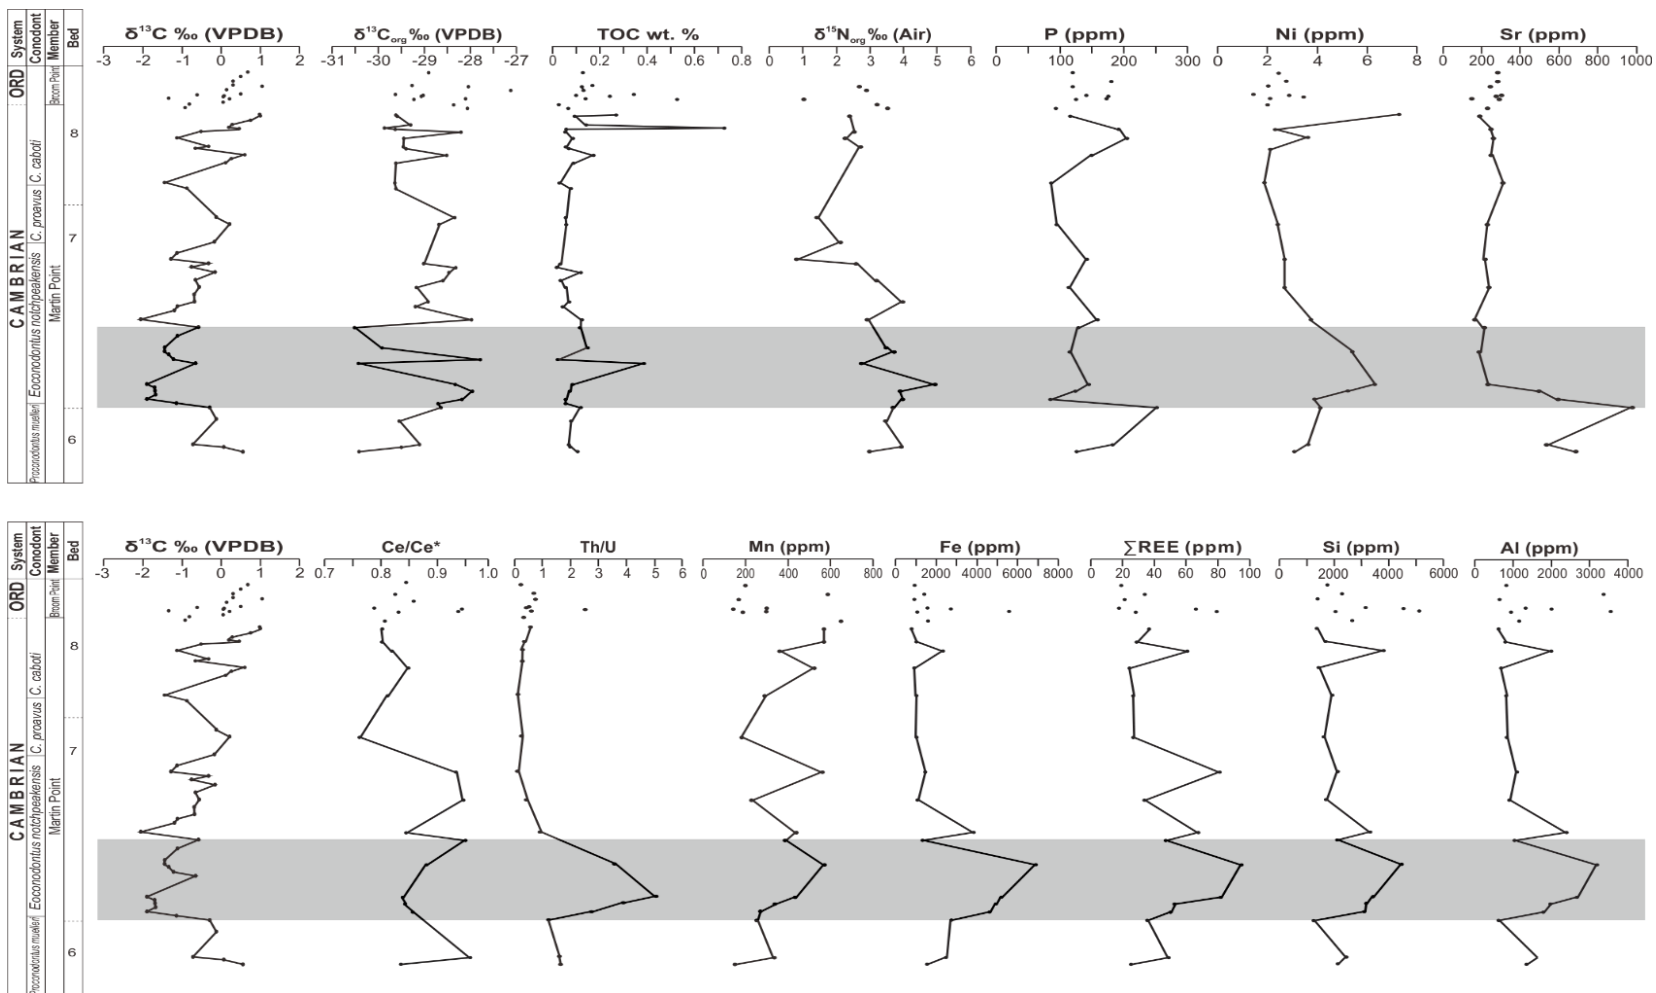 System
Conodont
Member
Bed
δ13C ‰ (VPDB)
δ13Corg‰ (VPDB)
TOC wt. %
δ15Norg‰ (Air)
P (ppm)
Ni (ppm)
Sr (ppm)
-3 -2 -1 0 1 2
-31 -30 -29 -28 -27
0 0.2 0.4 0.6 0.8
0 1 2 3 4 5 6
0 100 200 300
0 2 4 6 8
0 200 400 600 800 1000
ORD
CAMBRIAN
Proconodontus muelleri
Eoconodontus notchpeakensis
C. proavus
C. caboti
Martin Point
Broom Point
8
7
6
System
Conodont
Member
Bed
δ13C ‰ (VPDB)
Ce/Ce*
Th/U
Mn (ppm)
Fe (ppm)
∑REE (ppm)
Si (ppm)
Al (ppm)
-3 -2 -1 0 1 2
0.7 0.8 0.9 1.0
0 1 2 3 4 5 6
0 200 400 600 800
0 2000 4000 6000 8000
0 20 40 60 80 100
0 2000 4000 6000
0 1000 2000 3000 4000
ORD
CAMBRIAN
Proconodontus muelleri
Eoconodontus notchpeakensis
C. proavus
C. caboti
Martin Point
Broom Point
8
7
6